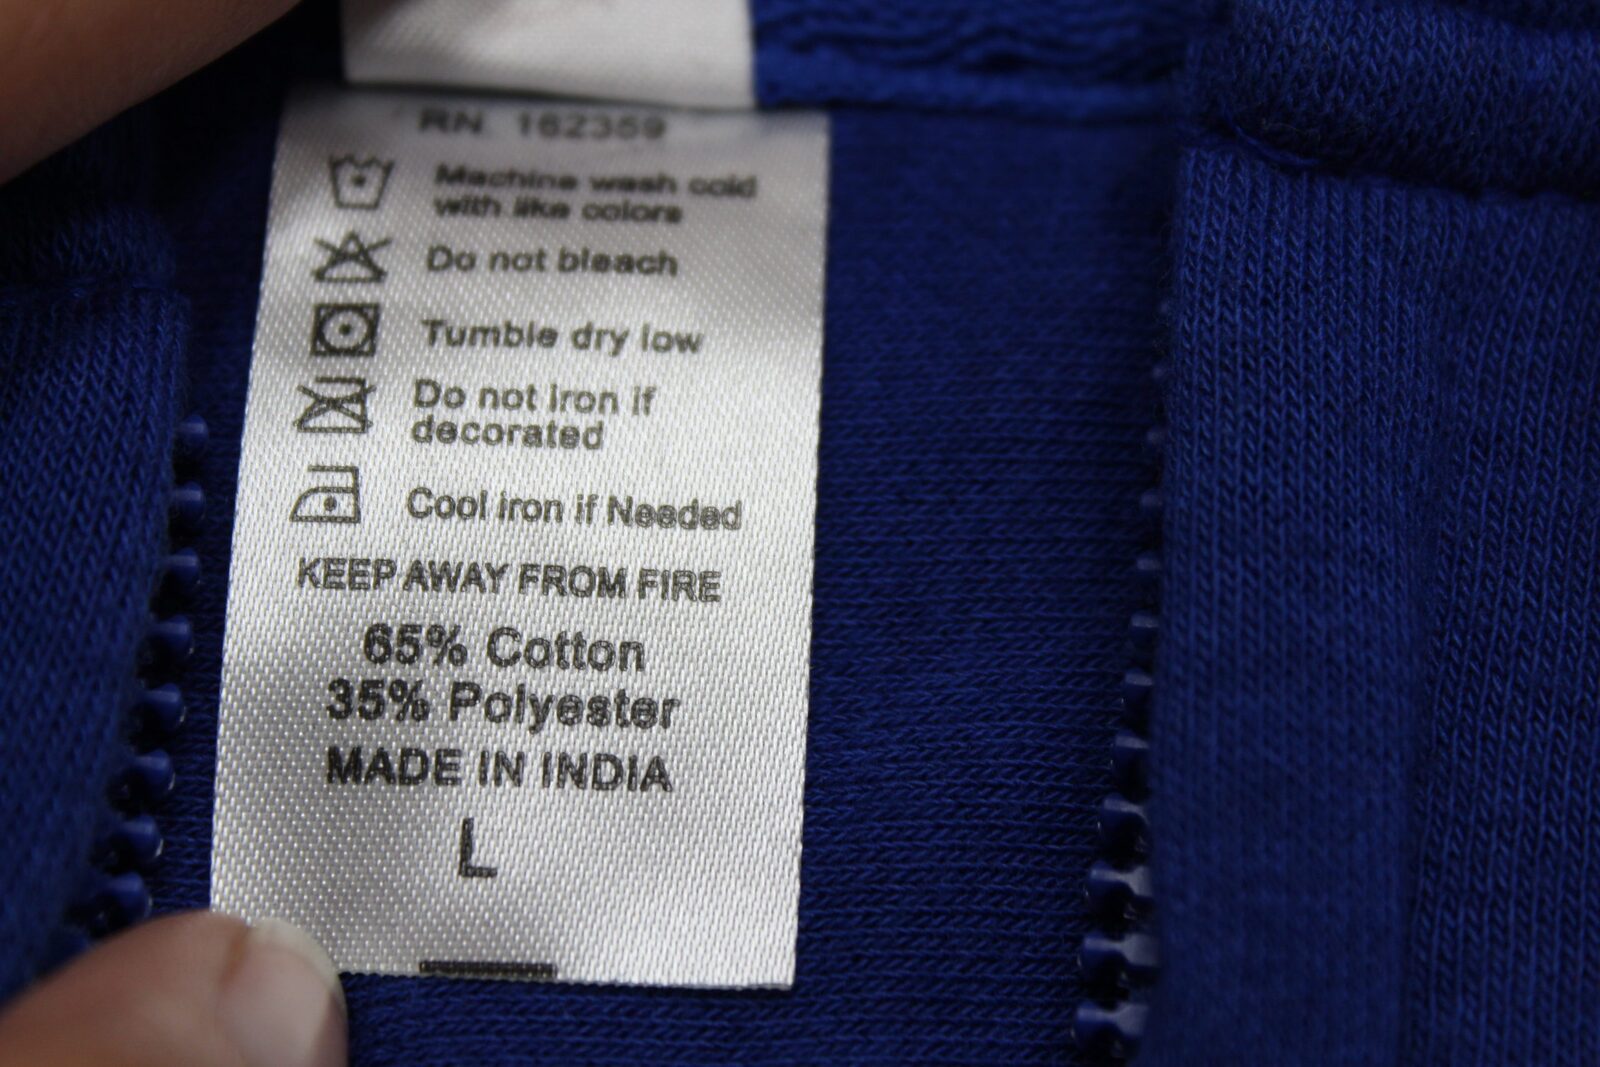 RN 162359
Machine wash cold
with like colors
Do not bleach
Tumble dry low
Do not iron if
decorated
Cool iron if Needed
KEEP AWAY FROM FIRE
65% Cotton
35% Polyester
MADE IN INDIA
L